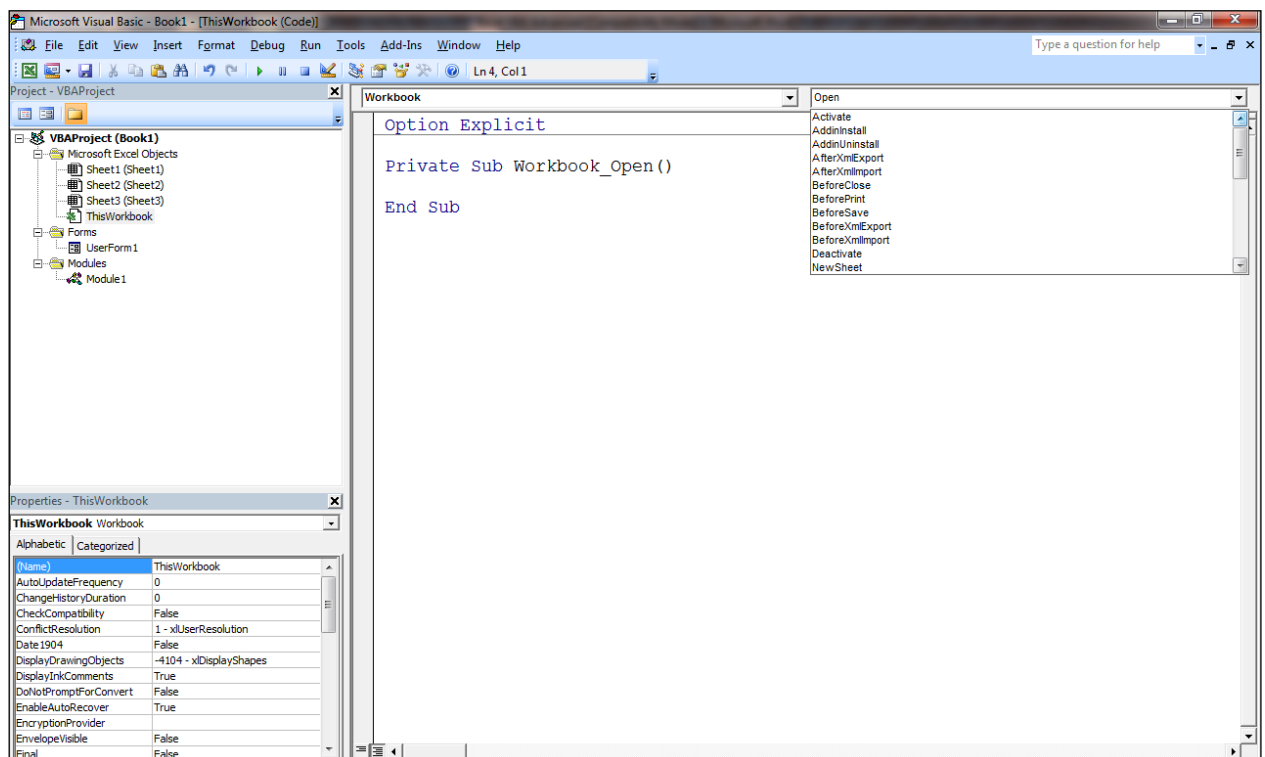 Microsoft Visual Basic - Book1 - [ThisWorkbook (Code)]
File Edit View Insert Format Debug Run Tools Add-Ins Window Help
Type a question for help
Ln 4, Col 1
Project - VBAProject
VBAProject (Book1)
Microsoft Excel Objects
Sheet1 (Sheet1)
Sheet2 (Sheet2)
Sheet3 (Sheet3)
ThisWorkbook
Forms
UserForm1
Modules
Module1
Properties - ThisWorkbook
ThisWorkbook Workbook
Alphabetic Categorized
(Name) ThisWorkbook
AutoUpdateFrequency 0
ChangeHistoryDuration 0
CheckCompatibility False
ConflictResolution 1 - xlUserResolution
Date1904 False
DisplayDrawingObjects -4104 - xlDisplayShapes
DisplayInkComments True
DoNotPromptForConvert False
EnableAutoRecover True
EncryptionProvider
EnvelopeVisible False
Final False
Workbook
Open
Option Explicit
Private Sub Workbook_Open()
End Sub
Activate
AddinInstall
AddinUninstall
AfterXmlExport
AfterXmlImport
BeforeClose
BeforePrint
BeforeSave
BeforeXmlExport
BeforeXmlImport
Deactivate
NewSheet